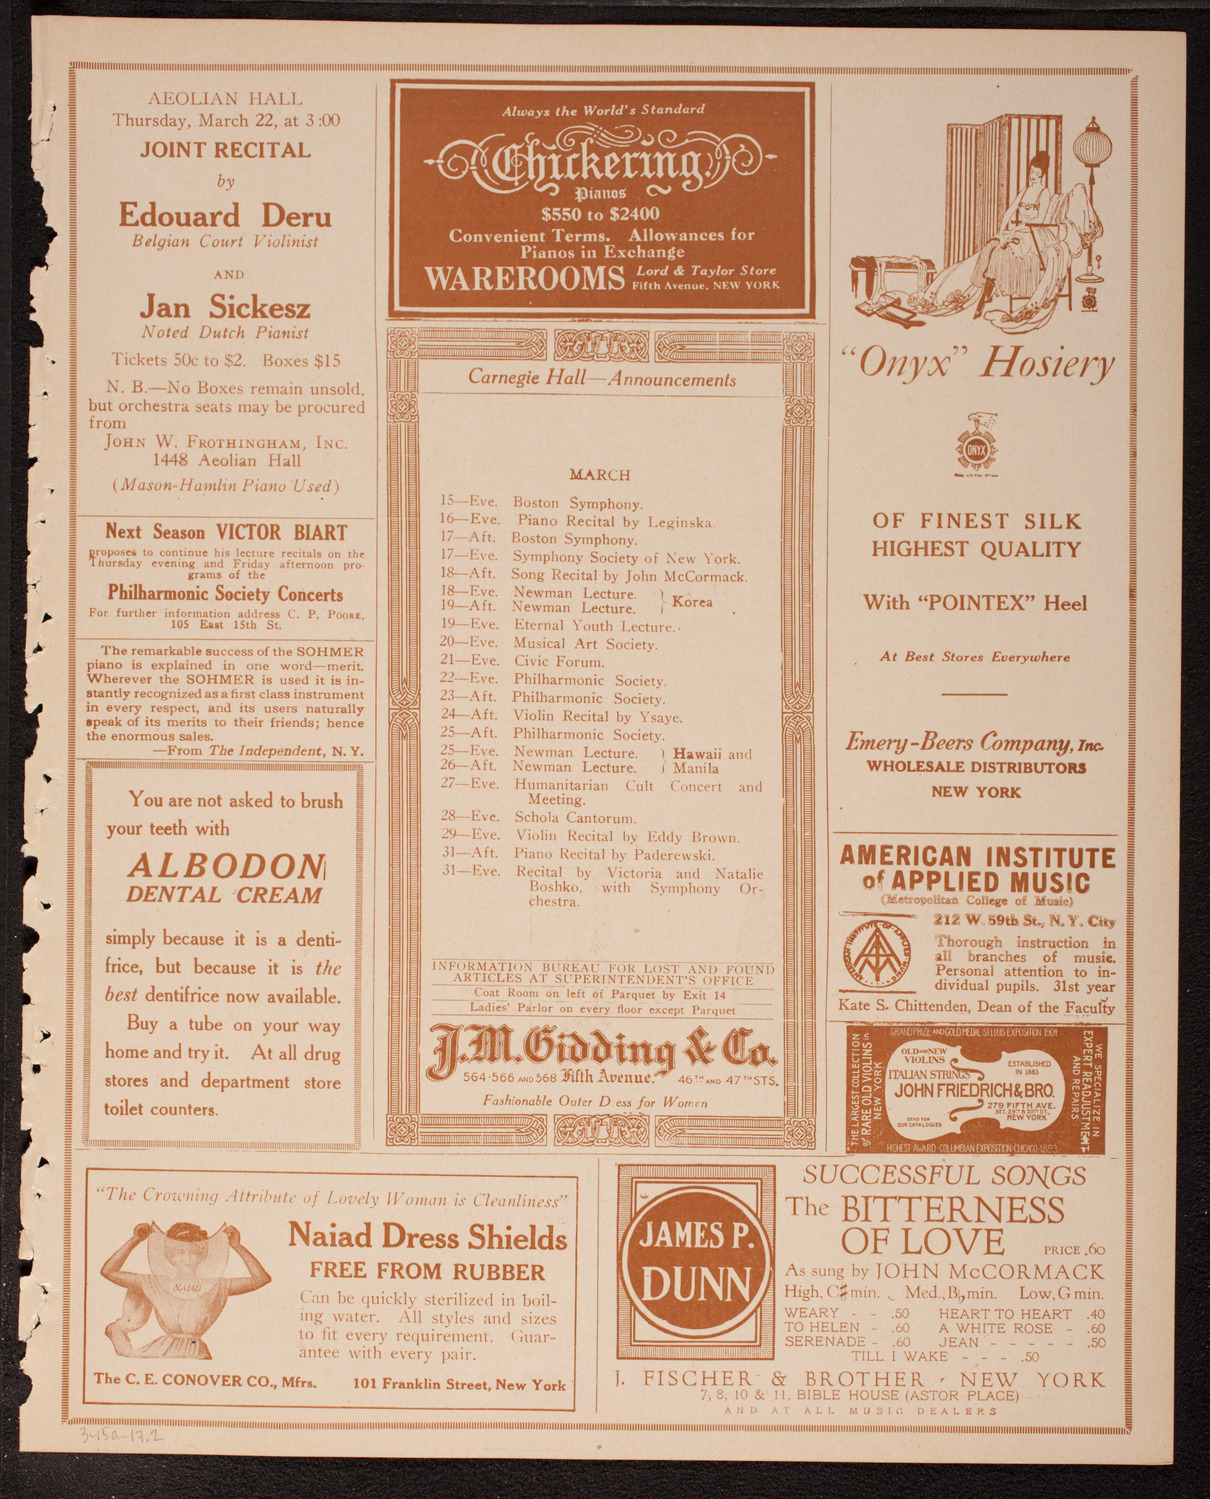 AEOLIAN HALL
Thursday, March 22, at 3:00
JOINT RECITAL
by
Edouard Deru
Belgian Court Violinist
AND
Jan Sickesz
Noted Dutch Pianist
Tickets 50c to $2. Boxes $15
N. B.—No Boxes remain unsold,
but orchestra seats may be procured
from
JOHN W. FROTHINGHAM, INC.
1448 Aeolian Hall
(Mason-Hamlin Piano Used)
Next Season VICTOR BIART
proposes to continue his lecture recitals on the
Thursday evening and Friday afternoon pro-
grams of the
Philharmonic Society Concerts
For further information address C. P. POORE,
105 East 15th St.
The remarkable success of the SOHMER
piano is explained in one word—merit.
Wherever the SOHMER is used it is in-
stantly recognized as a first class instrument
in every respect, and its users naturally
speak of its merits to their friends; hence
the enormous sales.
—From The Independent, N. Y.
You are not asked to brush
your teeth with
ALBODON
DENTAL CREAM
simply because it is a denti-
frice, but because it is the
best dentifrice now available.
Buy a tube on your way
home and try it. At all drug
stores and department store
toilet counters.
Always the World's Standard
Chickering
Pianos
$550 to $2400
Convenient Terms. Allowances for
Pianos in Exchange
WAREROOMS Lord & Taylor Store
Fifth Avenue, NEW YORK
Carnegie Hall—Announcements
MARCH
15—Eve. Boston Symphony.
16—Eve. Piano Recital by Leginska.
17—Aft. Boston Symphony.
17—Eve. Symphony Society of New York.
18—Aft. Song Recital by John McCormack.
18—Eve. Newman Lecture. } Korea
19—Aft. Newman Lecture.
19—Eve. Eternal Youth Lecture.
20—Eve. Musical Art Society.
21—Eve. Civic Forum.
22—Eve. Philharmonic Society.
23—Aft. Philharmonic Society.
24—Aft. Violin Recital by Ysaye.
25—Aft. Philharmonic Society.
25—Eve. Newman Lecture. } Hawaii and
26—Aft. Newman Lecture. } Manila
27—Eve. Humanitarian Cult Concert and
Meeting.
28—Eve. Schola Cantorum.
29—Eve. Violin Recital by Eddy Brown.
31—Aft. Piano Recital by Paderewski.
31—Eve. Recital by Victoria and Natalie
Boshko, with Symphony Or-
chestra.
INFORMATION BUREAU FOR LOST AND FOUND
ARTICLES AT SUPERINTENDENT'S OFFICE
Coat Room on left of Parquet by Exit 14
Ladies' Parlor on every floor except Parquet
J. M. Gidding & Co.
564-566 AND 568 Fifth Avenue. 46TH AND 47TH STS.
Fashionable Outer D ess for Women
"Onyx" Hosiery
ONYX
OF FINEST SILK
HIGHEST QUALITY
With "POINTEX" Heel
At Best Stores Everywhere
Emery-Beers Company, Inc.
WHOLESALE DISTRIBUTORS
NEW YORK
AMERICAN INSTITUTE
of APPLIED MUSIC
(Metropolitan College of Music)
212 W. 59th St., N. Y. City
Thorough instruction in
all branches of music.
Personal attention to in-
dividual pupils. 31st year
Kate S. Chittenden, Dean of the Faculty
GRAND PRIZE AND GOLD MEDAL ST LOUIS EXPOSITION 1904
THE LARGEST COLLECTION
of RARE OLD VIOLINS in
NEW YORK
OLD AND NEW
VIOLINS
ITALIAN STRINGS
ESTABLISHED
IN 1883
JOHN FRIEDRICH & BRO.
279 FIFTH AVE.
BET. 29TH & 30TH ST.,
NEW YORK
SEND FOR
OUR CATALOGUES
WE SPECIALIZE IN
EXPERT READJUSTMENT
AND REPAIRS
HIGHEST AWARD COLUMBIAN EXPOSITION CHICAGO 1893
"The Crowning Attribute of Lovely Woman is Cleanliness"
NAIAD
Naiad Dress Shields
FREE FROM RUBBER
Can be quickly sterilized in boil-
ing water. All styles and sizes
to fit every requirement. Guar-
antee with every pair.
The C. E. CONOVER CO., Mfrs. 101 Franklin Street, New York
JAMES P.
DUNN
SUCCESSFUL SONGS
The BITTERNESS
OF LOVE PRICE .60
As sung by JOHN McCORMACK
High, C♯ min. Med., B♭ min. Low, G min.
WEARY - - .50 HEART TO HEART .40
TO HELEN - .60 A WHITE ROSE - .60
SERENADE - .60 JEAN - - - - - .50
TILL I WAKE - - - .50
J. FISCHER & BROTHER, NEW YORK
7, 8, 10 & 11, BIBLE HOUSE (ASTOR PLACE)
AND AT ALL MUSIC DEALERS
3-15a-17.2